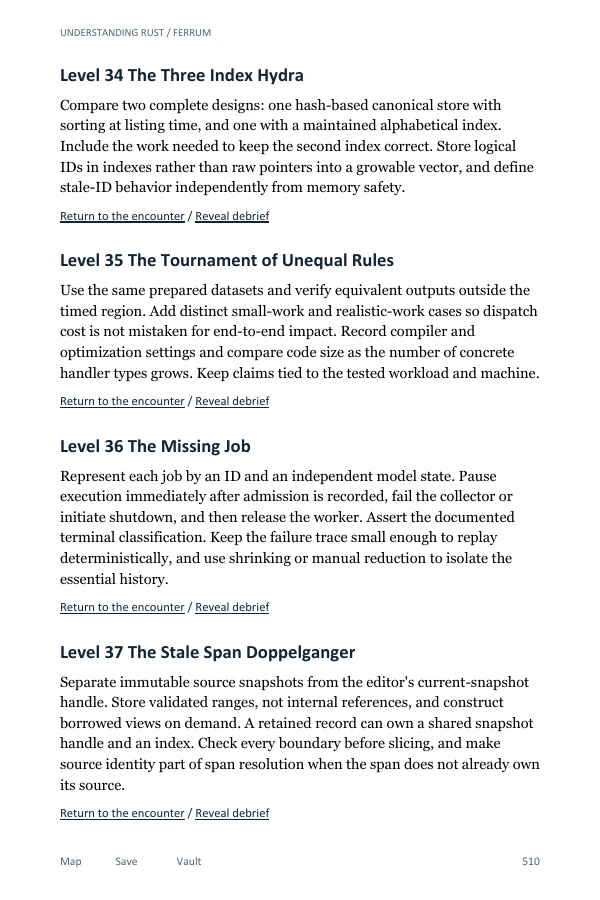 UNDERSTANDING RUST / FERRUM
Level 34 The Three Index Hydra
Compare two complete designs: one hash-based canonical store with
sorting at listing time, and one with a maintained alphabetical index.
Include the work needed to keep the second index correct. Store logical
IDs in indexes rather than raw pointers into a growable vector, and define
stale-ID behavior independently from memory safety.
Return to the encounter / Reveal debrief
Level 35 The Tournament of Unequal Rules
Use the same prepared datasets and verify equivalent outputs outside the
timed region. Add distinct small-work and realistic-work cases so dispatch
cost is not mistaken for end-to-end impact. Record compiler and
optimization settings and compare code size as the number of concrete
handler types grows. Keep claims tied to the tested workload and machine.
Return to the encounter / Reveal debrief
Level 36 The Missing Job
Represent each job by an ID and an independent model state. Pause
execution immediately after admission is recorded, fail the collector or
initiate shutdown, and then release the worker. Assert the documented
terminal classification. Keep the failure trace small enough to replay
deterministically, and use shrinking or manual reduction to isolate the
essential history.
Return to the encounter / Reveal debrief
Level 37 The Stale Span Doppelganger
Separate immutable source snapshots from the editor's current-snapshot
handle. Store validated ranges, not internal references, and construct
borrowed views on demand. A retained record can own a shared snapshot
handle and an index. Check every boundary before slicing, and make
source identity part of span resolution when the span does not already own
its source.
Return to the encounter / Reveal debrief
Map Save Vault 510